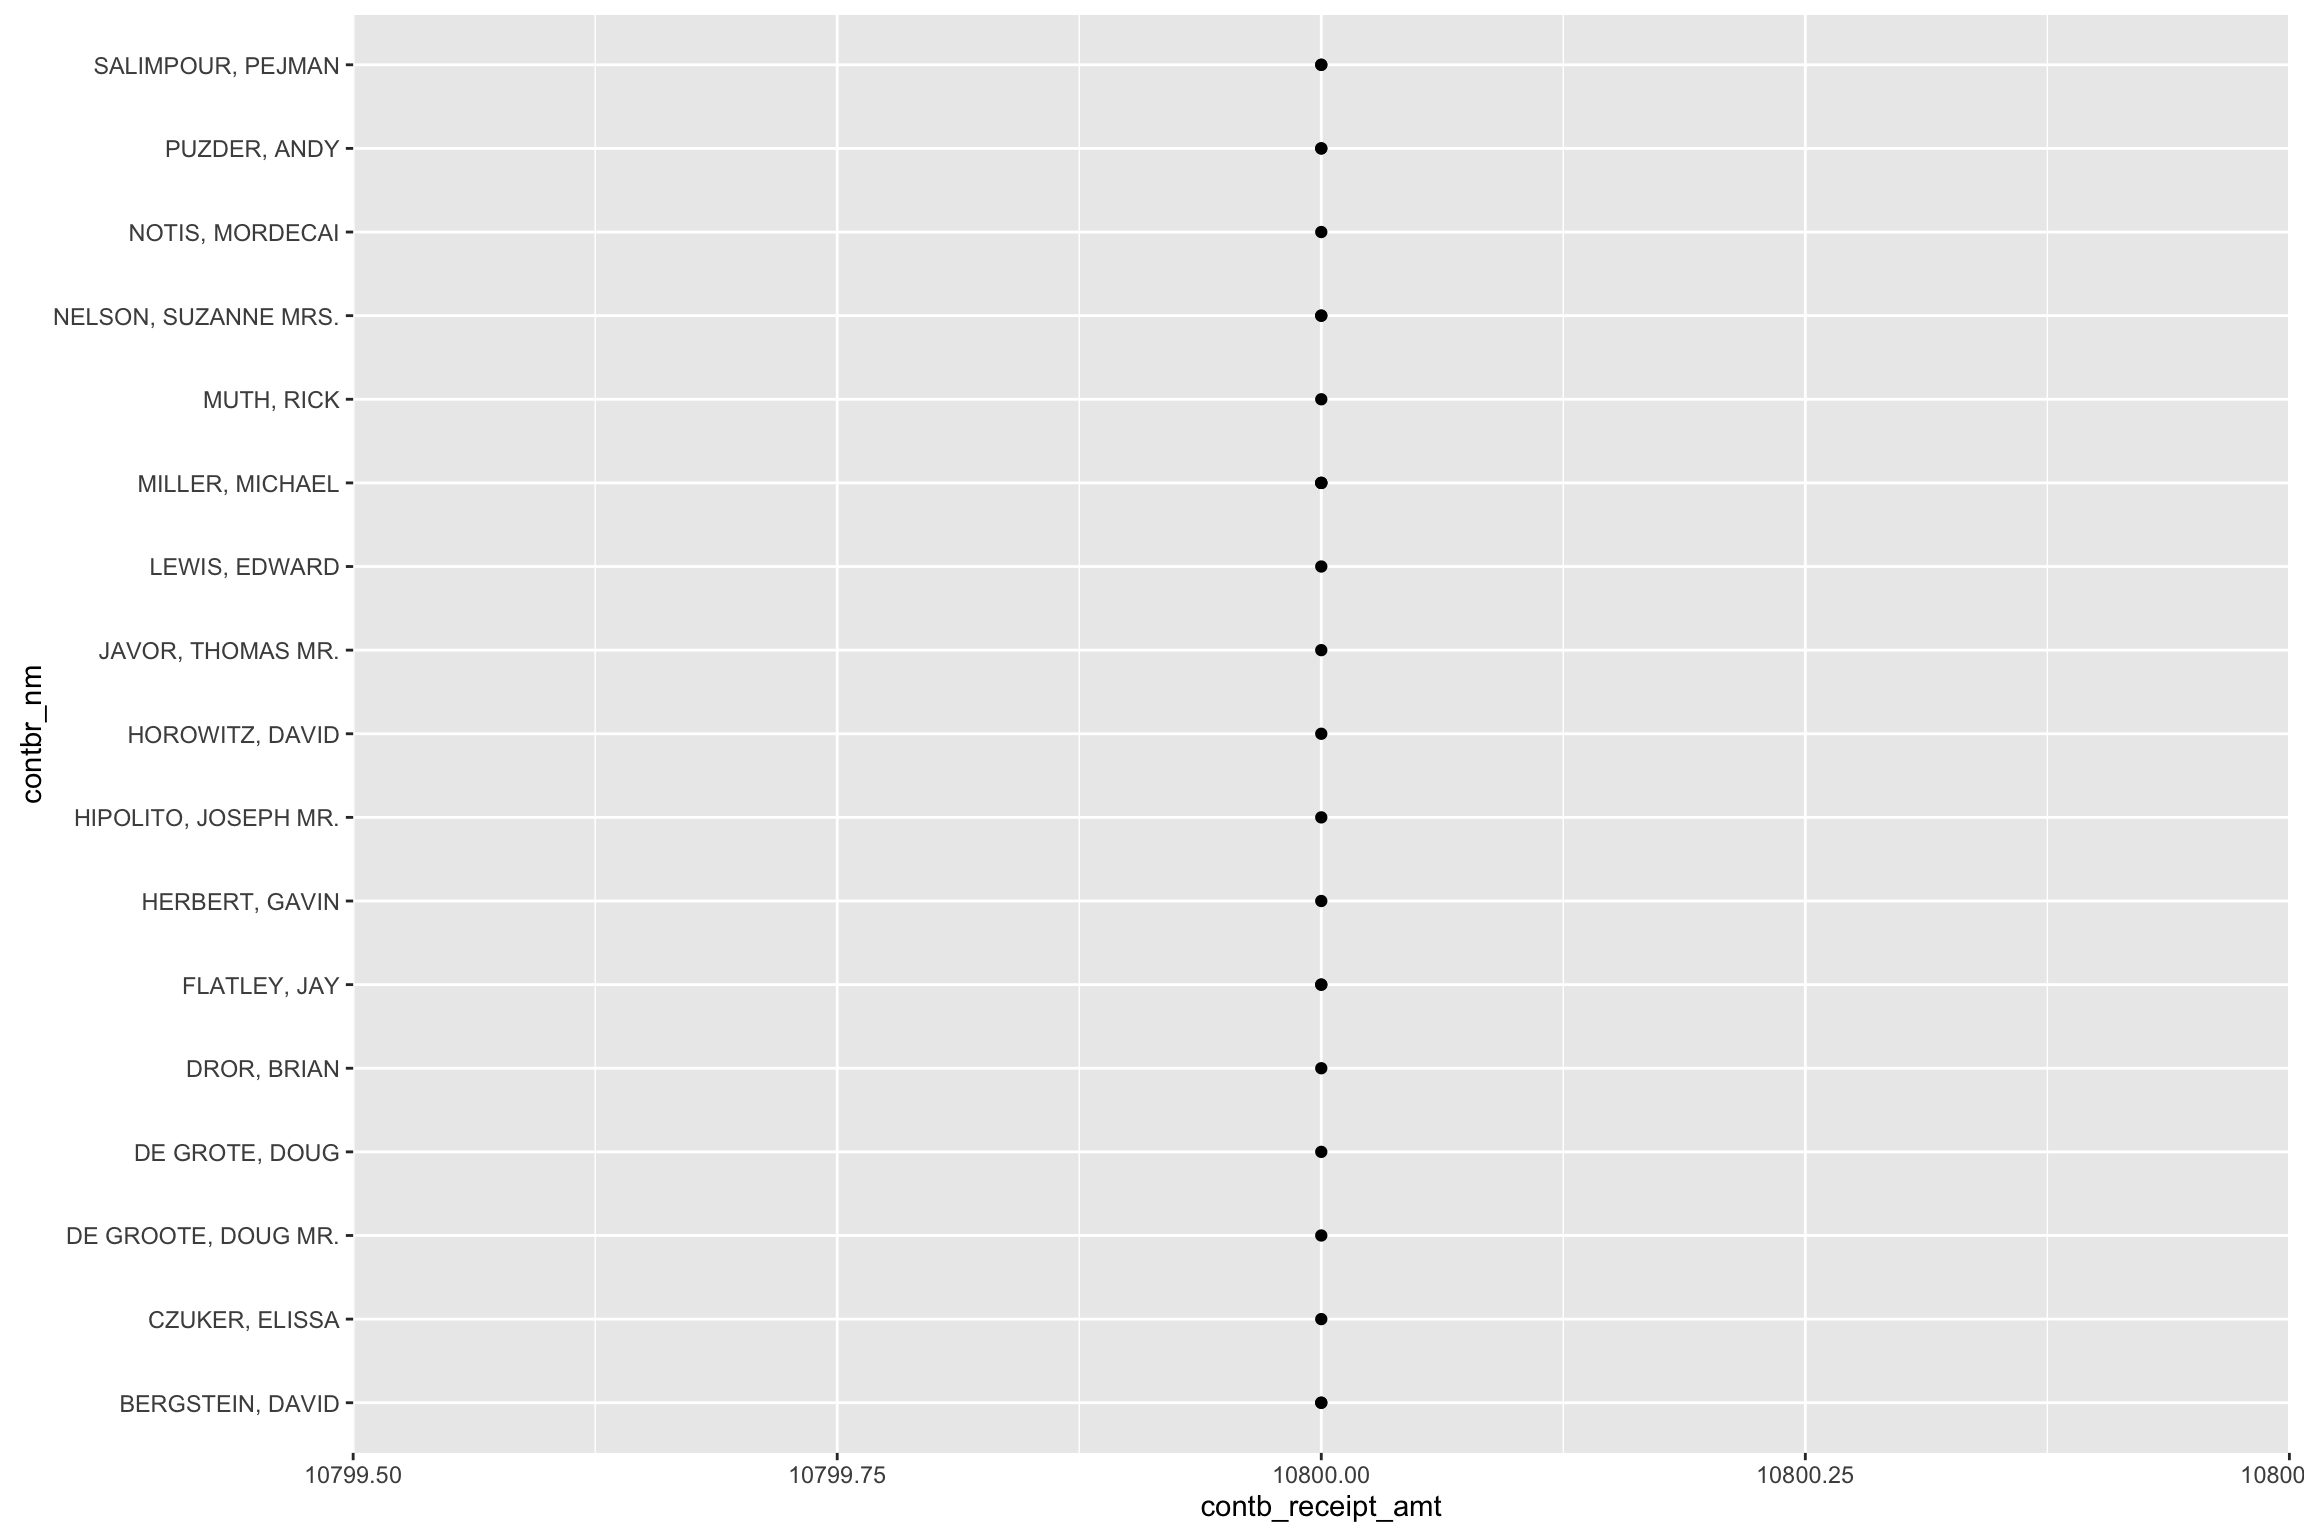 SALIMPOUR, PEJMAN
PUZDER, ANDY
NOTIS, MORDECAI
NELSON, SUZANNE MRS.
MUTH, RICK
MILLER, MICHAEL
LEWIS, EDWARD
JAVOR, THOMAS MR.
HOROWITZ, DAVID
HIPOLITO, JOSEPH MR.
HERBERT, GAVIN
FLATLEY, JAY
DROR, BRIAN
DE GROTE, DOUG
DE GROOTE, DOUG MR.
CZUKER, ELISSA
BERGSTEIN, DAVID
contbr_nm
10799.50 10799.75 10800.00 10800.25 10800
contb_receipt_amt